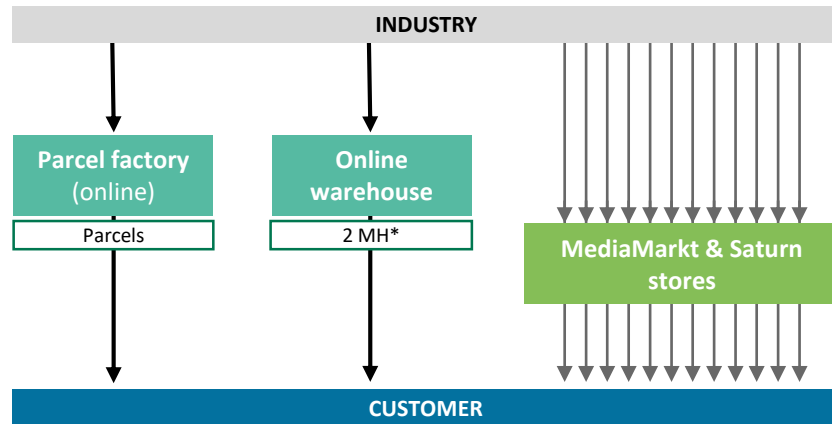 INDUSTRY
Parcel factory
(online)
Parcels
Online
warehouse
2 MH*
MediaMarkt & Saturn
stores
CUSTOMER